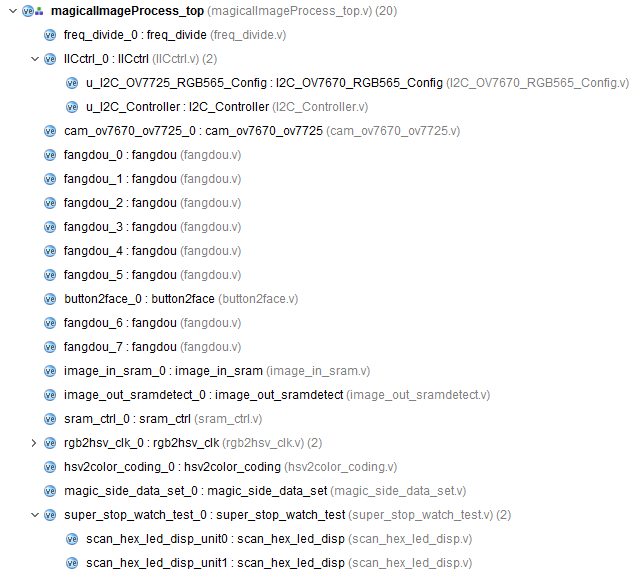 magicalImageProcess_top (magicalImageProcess_top.v) (20)
freq_divide_0 : freq_divide (freq_divide.v)
IICctrl_0 : IICctrl (IICctrl.v) (2)
u_I2C_OV7725_RGB565_Config : I2C_OV7670_RGB565_Config (I2C_OV7670_RGB565_Config.v)
u_I2C_Controller : I2C_Controller (I2C_Controller.v)
cam_ov7670_ov7725_0 : cam_ov7670_ov7725 (cam_ov7670_ov7725.v)
fangdou_0 : fangdou (fangdou.v)
fangdou_1 : fangdou (fangdou.v)
fangdou_2 : fangdou (fangdou.v)
fangdou_3 : fangdou (fangdou.v)
fangdou_4 : fangdou (fangdou.v)
fangdou_5 : fangdou (fangdou.v)
button2face_0 : button2face (button2face.v)
fangdou_6 : fangdou (fangdou.v)
fangdou_7 : fangdou (fangdou.v)
image_in_sram_0 : image_in_sram (image_in_sram.v)
image_out_sramdetect_0 : image_out_sramdetect (image_out_sramdetect.v)
sram_ctrl_0 : sram_ctrl (sram_ctrl.v)
rgb2hsv_clk_0 : rgb2hsv_clk (rgb2hsv_clk.v) (2)
hsv2color_coding_0 : hsv2color_coding (hsv2color_coding.v)
magic_side_data_set_0 : magic_side_data_set (magic_side_data_set.v)
super_stop_watch_test_0 : super_stop_watch_test (super_stop_watch_test.v) (2)
scan_hex_led_disp_unit0 : scan_hex_led_disp (scan_hex_led_disp.v)
scan_hex_led_disp_unit1 : scan_hex_led_disp (scan_hex_led_disp.v)